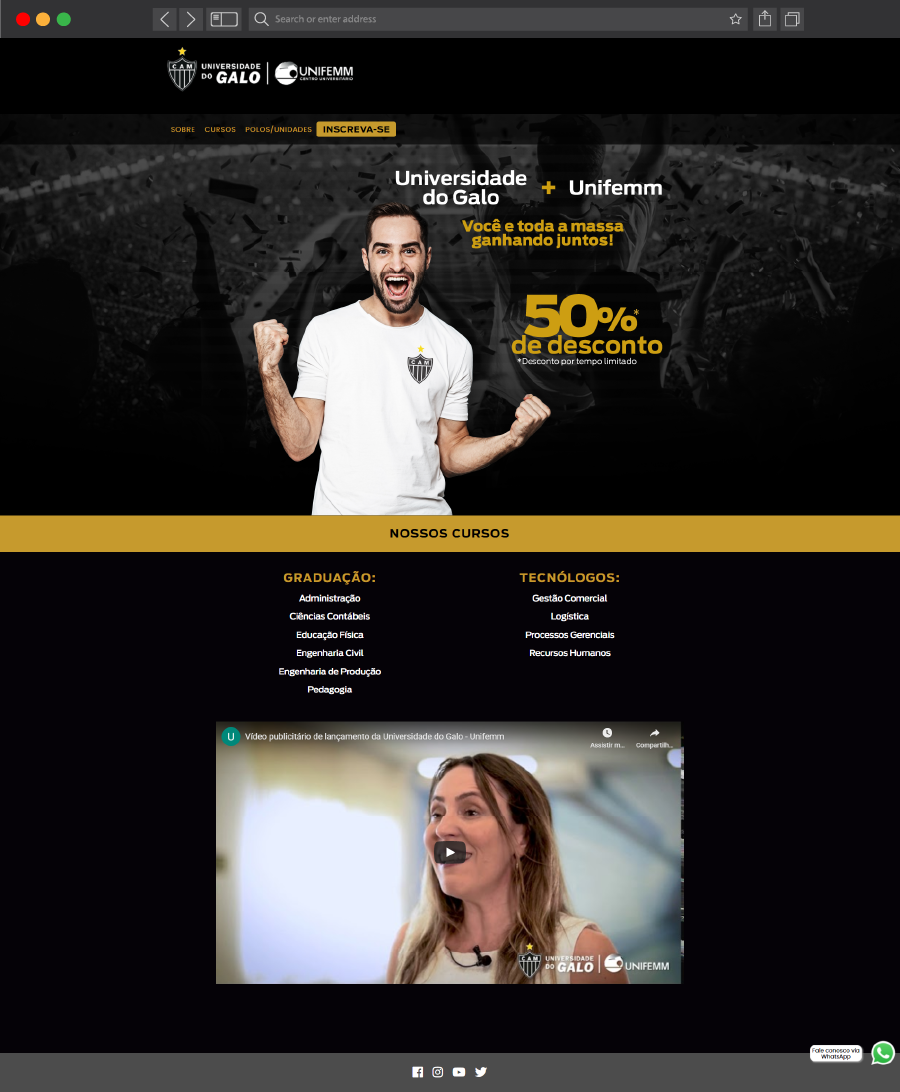 Search or enter address
CAM
UNIVERSIDADE
DO GALO
UNIFEMM
CENTRO UNIVERSITÁRIO
SOBRE CURSOS POLOS/UNIDADES INSCREVA-SE
Universidade
do Galo
+ Unifemm
Você e toda a massa
ganhando juntos!
50%*
de desconto
*Desconto por tempo limitado
CAM
NOSSOS CURSOS
GRADUAÇÃO:
Administração
Ciências Contábeis
Educação Física
Engenharia Civil
Engenharia de Produção
Pedagogia
TECNÓLOGOS:
Gestão Comercial
Logística
Processos Gerenciais
Recursos Humanos
U Vídeo publicitário de lançamento da Universidade do Galo - Unifemm
Assistir m...
Compartilh...
CAM
UNIVERSIDADE
DO GALO
UNIFEMM
Fale conosco via
WhatsApp